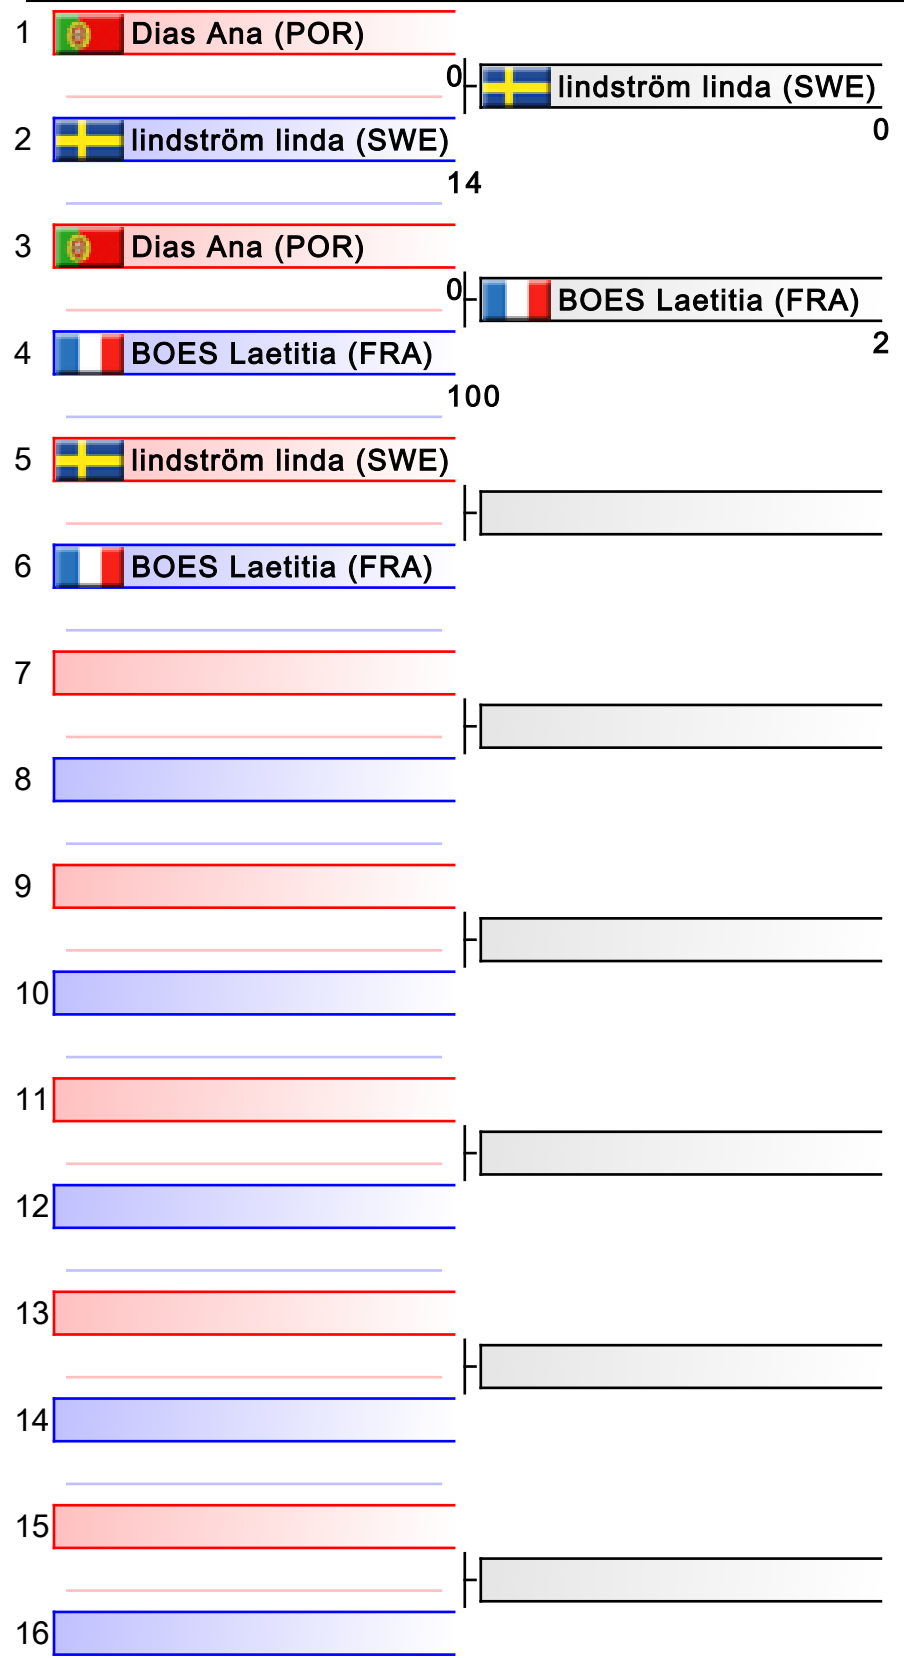 1 Dias Ana (POR)
0 lindström linda (SWE)
0
2 lindström linda (SWE)
14
3 Dias Ana (POR)
0 BOES Laetitia (FRA)
2
4 BOES Laetitia (FRA)
100
5 lindström linda (SWE)
6 BOES Laetitia (FRA)
7
8
9
10
11
12
13
14
15
16